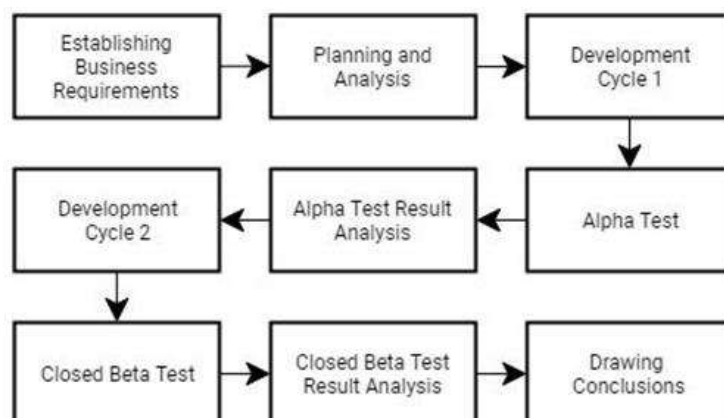 Establishing
Business
Requirements
Planning and
Analysis
Development
Cycle 1
Alpha Test
Alpha Test Result
Analysis
Development
Cycle 2
Closed Beta Test
Closed Beta Test
Result Analysis
Drawing
Conclusions